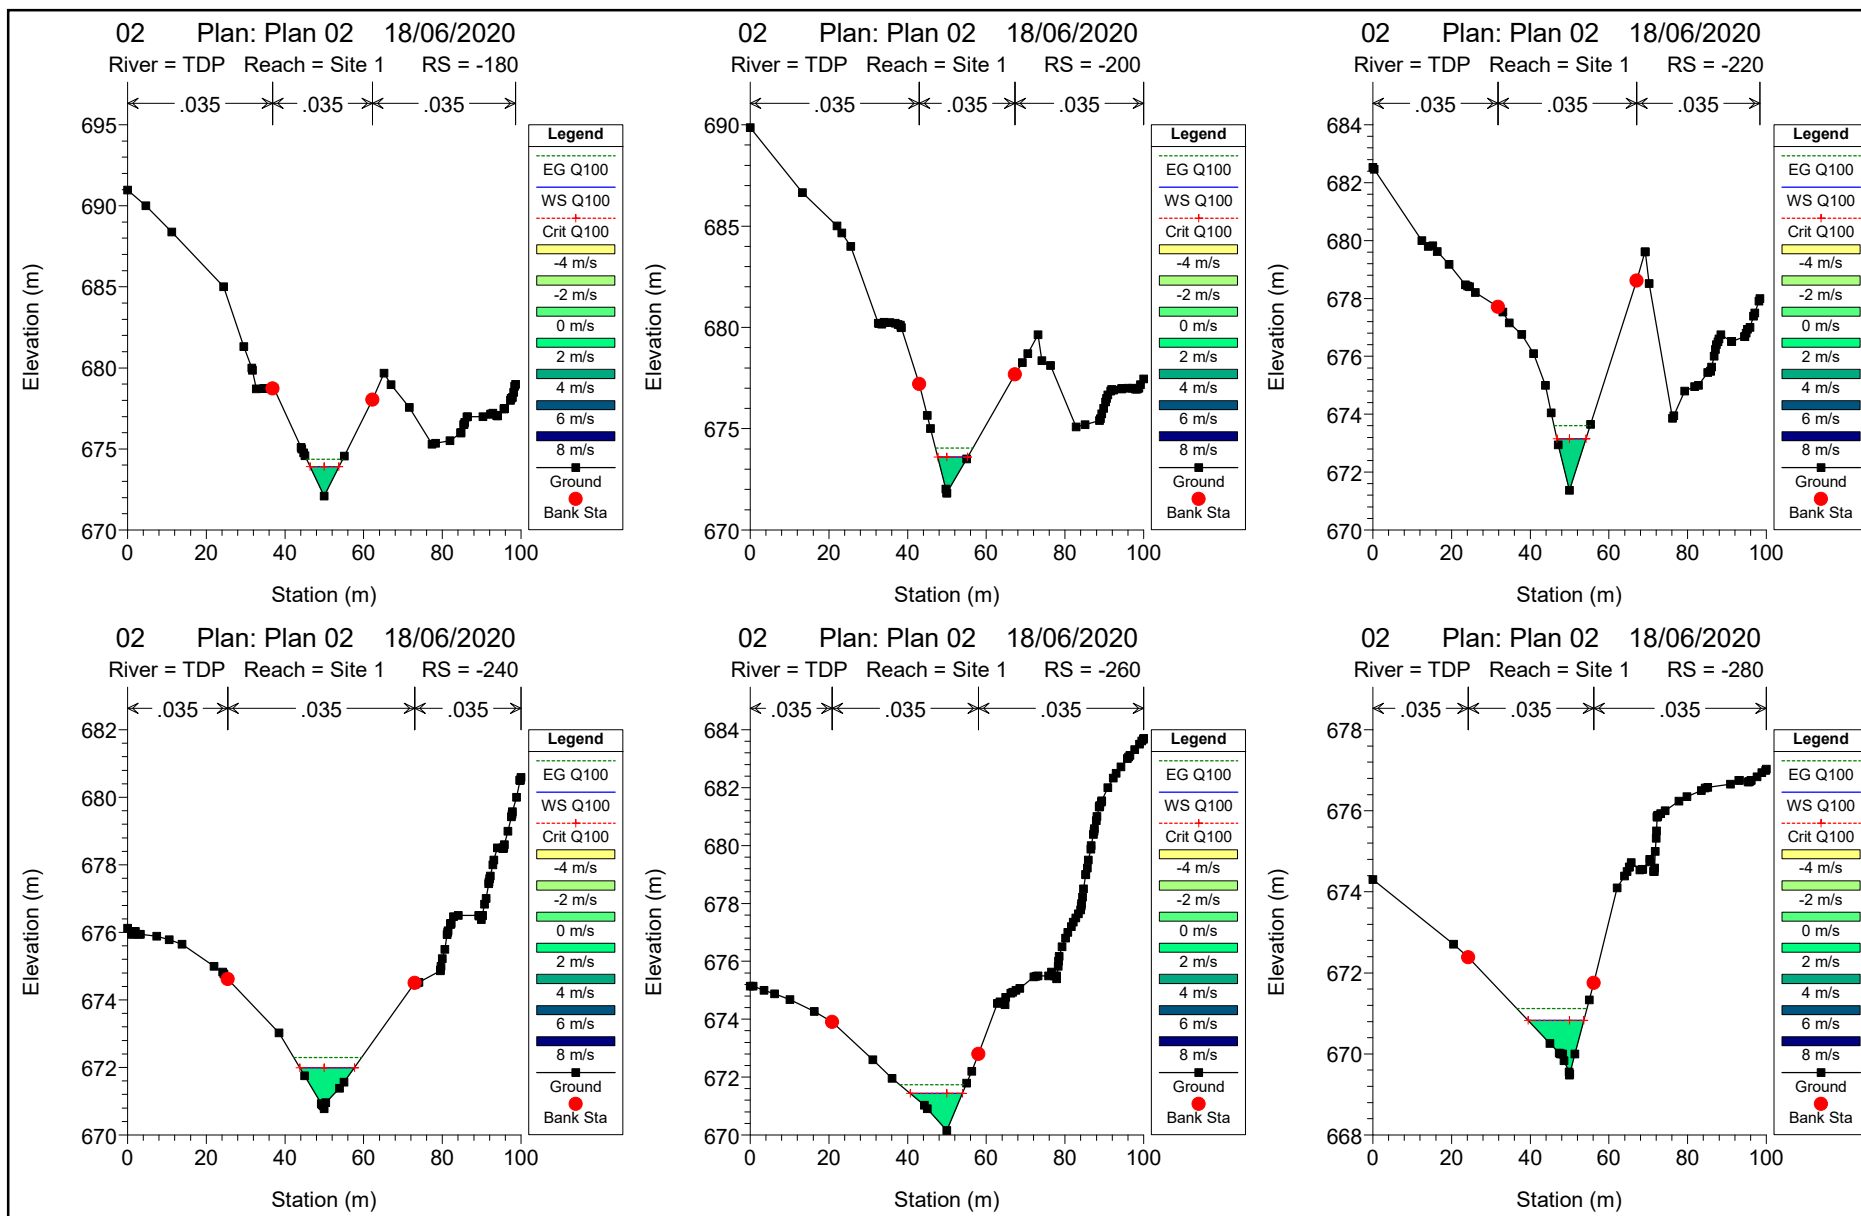 02 Plan: Plan 02 18/06/2020
River = TDP Reach = Site 1 RS = -180
.035 .035 .035
Elevation (m)
695
690
685
680
675
670
0 20 40 60 80 100
Station (m)
Legend
EG Q100
WS Q100
Crit Q100
-4 m/s
-2 m/s
0 m/s
2 m/s
4 m/s
6 m/s
8 m/s
Ground
Bank Sta
02 Plan: Plan 02 18/06/2020
River = TDP Reach = Site 1 RS = -200
.035 .035 .035
Elevation (m)
690
685
680
675
670
0 20 40 60 80 100
Station (m)
Legend
EG Q100
WS Q100
Crit Q100
-4 m/s
-2 m/s
0 m/s
2 m/s
4 m/s
6 m/s
8 m/s
Ground
Bank Sta
02 Plan: Plan 02 18/06/2020
River = TDP Reach = Site 1 RS = -220
.035 .035 .035
Elevation (m)
684
682
680
678
676
674
672
670
0 20 40 60 80 100
Station (m)
Legend
EG Q100
WS Q100
Crit Q100
-4 m/s
-2 m/s
0 m/s
2 m/s
4 m/s
6 m/s
8 m/s
Ground
Bank Sta
02 Plan: Plan 02 18/06/2020
River = TDP Reach = Site 1 RS = -240
.035 .035 .035
Elevation (m)
682
680
678
676
674
672
670
0 20 40 60 80 100
Station (m)
Legend
EG Q100
WS Q100
Crit Q100
-4 m/s
-2 m/s
0 m/s
2 m/s
4 m/s
6 m/s
8 m/s
Ground
Bank Sta
02 Plan: Plan 02 18/06/2020
River = TDP Reach = Site 1 RS = -260
.035 .035 .035
Elevation (m)
684
682
680
678
676
674
672
670
0 20 40 60 80 100
Station (m)
Legend
EG Q100
WS Q100
Crit Q100
-4 m/s
-2 m/s
0 m/s
2 m/s
4 m/s
6 m/s
8 m/s
Ground
Bank Sta
02 Plan: Plan 02 18/06/2020
River = TDP Reach = Site 1 RS = -280
.035 .035 .035
Elevation (m)
678
676
674
672
670
668
0 20 40 60 80 100
Station (m)
Legend
EG Q100
WS Q100
Crit Q100
-4 m/s
-2 m/s
0 m/s
2 m/s
4 m/s
6 m/s
8 m/s
Ground
Bank Sta